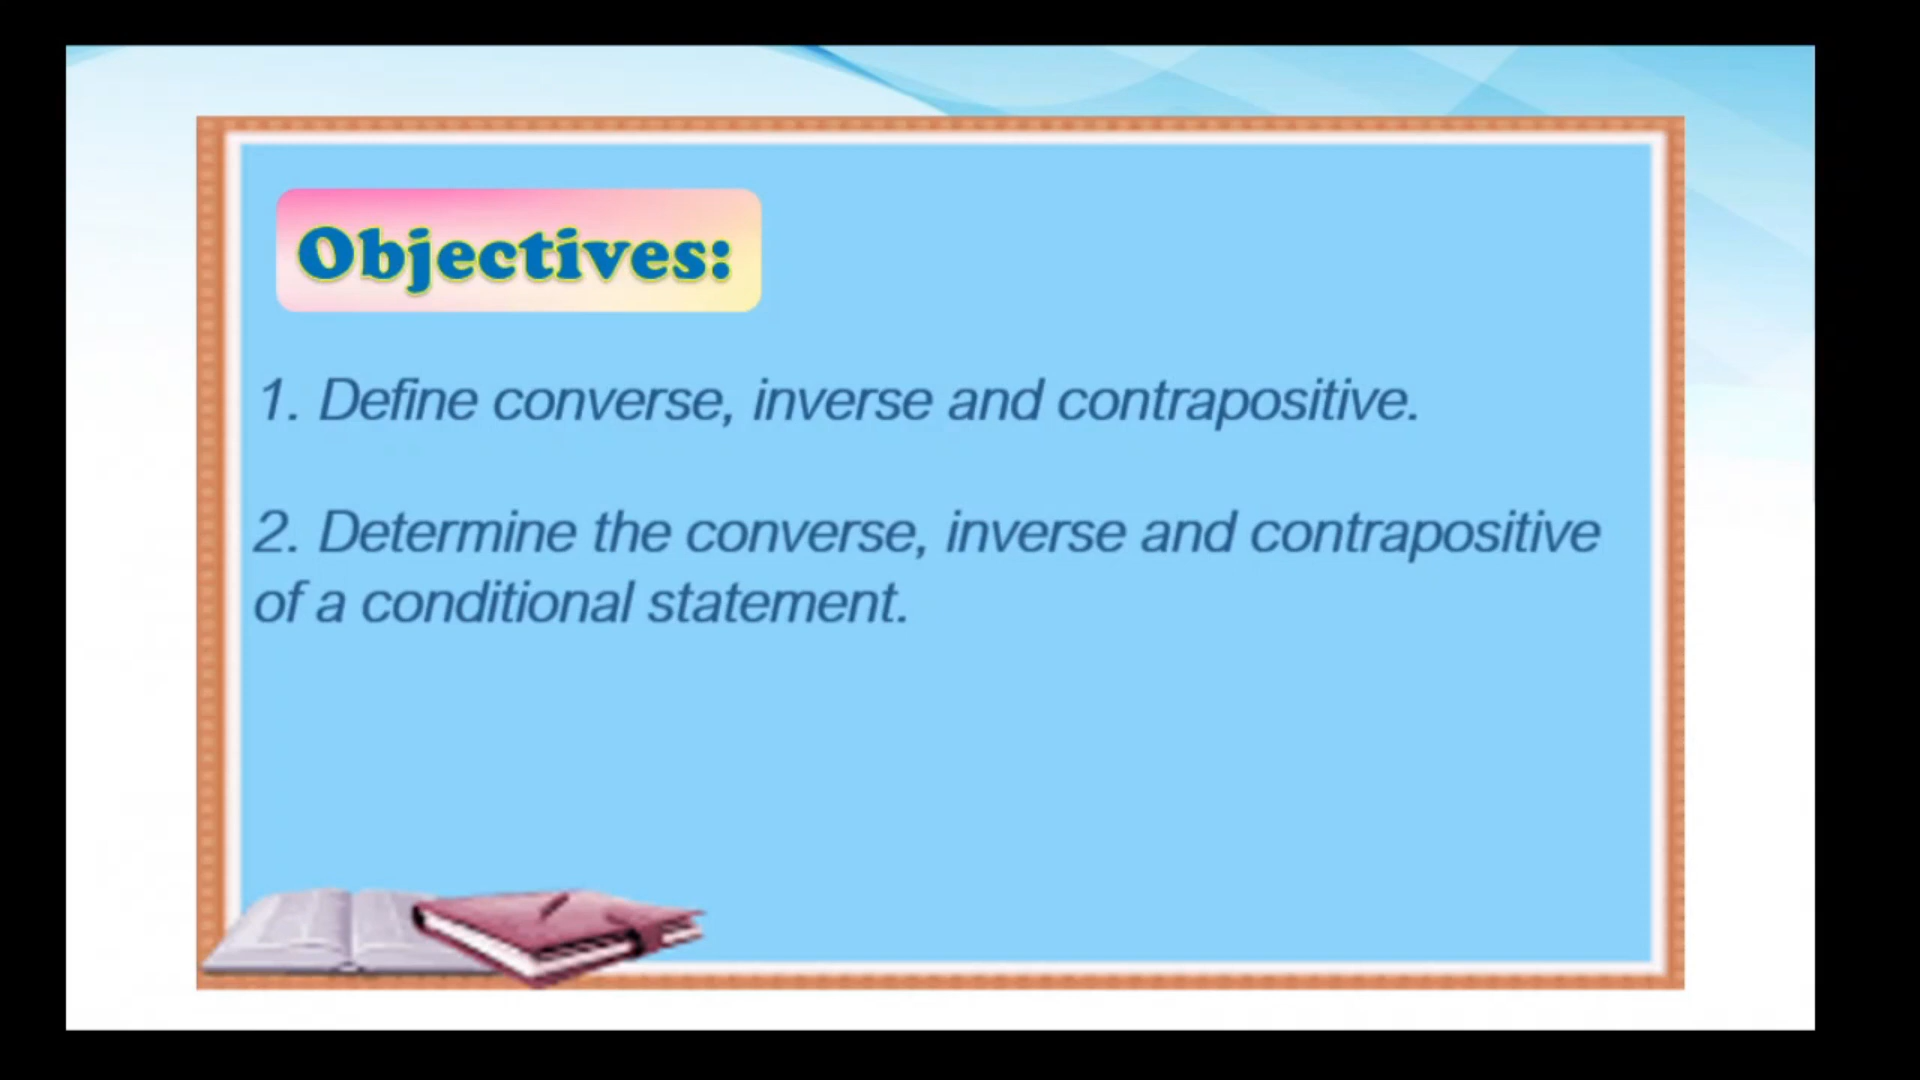 Objectives:
1. Define converse, inverse and contrapositive.
2. Determine the converse, inverse and contrapositive
of a conditional statement.